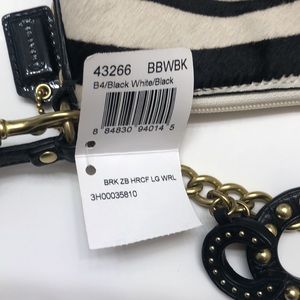 43266 BBWBK
B4/Black White/Black
8 84830 94014 5
BRK ZB HRCF LG WRL
3H00035810